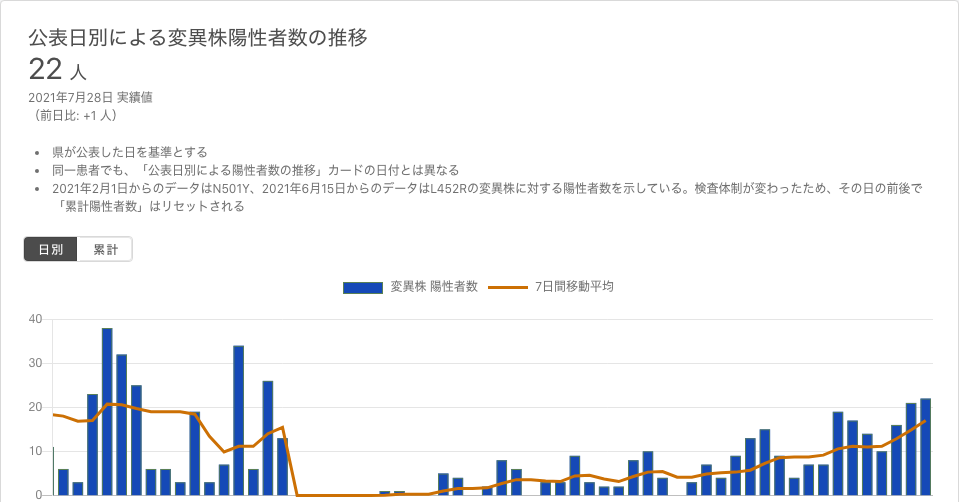 公表日別による変異株陽性者数の推移
22 人
2021年7月28日 実績値
（前日比: +1 人）
• 県が公表した日を基準とする
• 同一患者でも、「公表日別による陽性者数の推移」カードの日付とは異なる
• 2021年2月1日からのデータはN501Y、2021年6月15日からのデータはL452Rの変異株に対する陽性者数を示している。検査体制が変わったため、その日の前後で
「累計陽性者数」はリセットされる
日別 累計
変異株 陽性者数 7日間移動平均
40
30
20
10
0